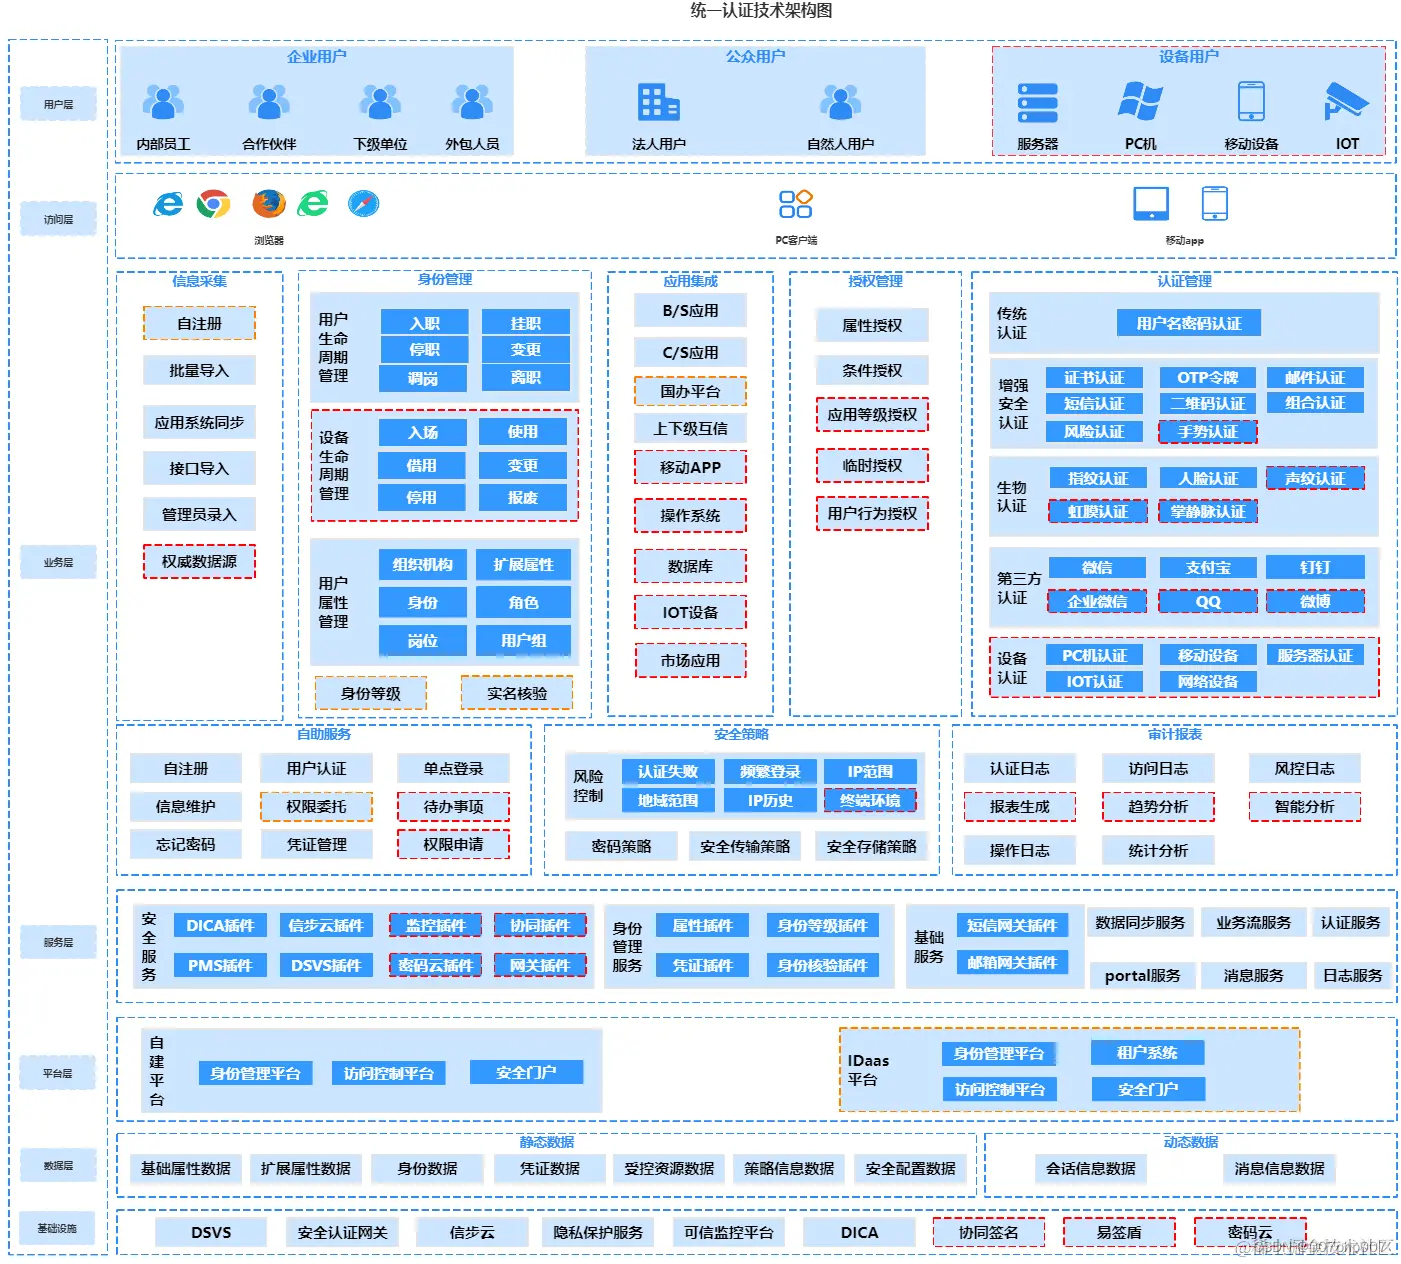 统一认证技术架构图
用户层
企业用户
内部员工
合作伙伴
下级单位
外包人员
公众用户
法人用户
自然人用户
设备用户
服务器
PC机
移动设备
IOT
访问层
浏览器
PC客户端
移动app
业务层
信息采集
自注册
批量导入
应用系统同步
接口导入
管理员录入
权威数据源
身份管理
用户
生命
周期
管理
入职
挂职
停职
变更
调岗
离职
设备
生命
周期
管理
入场
使用
借用
变更
停用
报废
用户
属性
管理
组织机构
扩展属性
身份
角色
岗位
用户组
身份等级
实名核验
应用集成
B/S应用
C/S应用
国办平台
上下级互信
移动APP
操作系统
数据库
IOT设备
市场应用
授权管理
属性授权
条件授权
应用等级授权
临时授权
用户行为授权
认证管理
传统
认证
用户名密码认证
增强
安全
认证
证书认证
OTP令牌
邮件认证
短信认证
二维码认证
组合认证
风险认证
手势认证
生物
认证
指纹认证
人脸认证
声纹认证
虹膜认证
掌静脉认证
第三方
认证
微信
支付宝
钉钉
企业微信
QQ
微博
设备
认证
PC机认证
移动设备
服务器认证
IOT认证
网络设备
自助服务
自注册
用户认证
单点登录
信息维护
权限委托
待办事项
忘记密码
凭证管理
权限申请
安全策略
风险
控制
认证失败
频繁登录
IP范围
地域范围
IP历史
终端环境
密码策略
安全传输策略
安全存储策略
审计报表
认证日志
访问日志
风控日志
报表生成
趋势分析
智能分析
操作日志
统计分析
服务层
安
全
服
务
DICA插件
信步云插件
监控插件
协同插件
PMS插件
DSVS插件
密码云插件
网关插件
身份
管理
服务
属性插件
身份等级插件
凭证插件
身份核验插件
基础
服务
短信网关插件
邮箱网关插件
数据同步服务
业务流服务
认证服务
portal服务
消息服务
日志服务
平台层
自
建
平
台
身份管理平台
访问控制平台
安全门户
IDaas
平台
身份管理平台
租户系统
访问控制平台
安全门户
数据层
静态数据
基础属性数据
扩展属性数据
身份数据
凭证数据
受控资源数据
策略信息数据
安全配置数据
动态数据
会话信息数据
消息信息数据
基础设施
DSVS
安全认证网关
信步云
隐私保护服务
可信监控平台
DICA
协同签名
易签盾
密码云